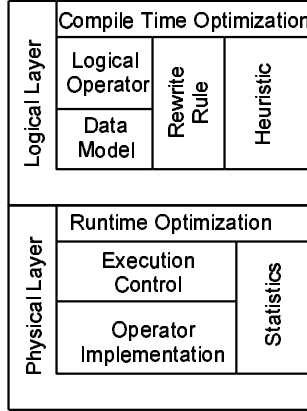 Logical Layer
Compile Time Optimization
Logical
Operator
Data
Model
Rewrite
Rule
Heuristic
Physical Layer
Runtime Optimization
Execution
Control
Operator
Implementation
Statistics